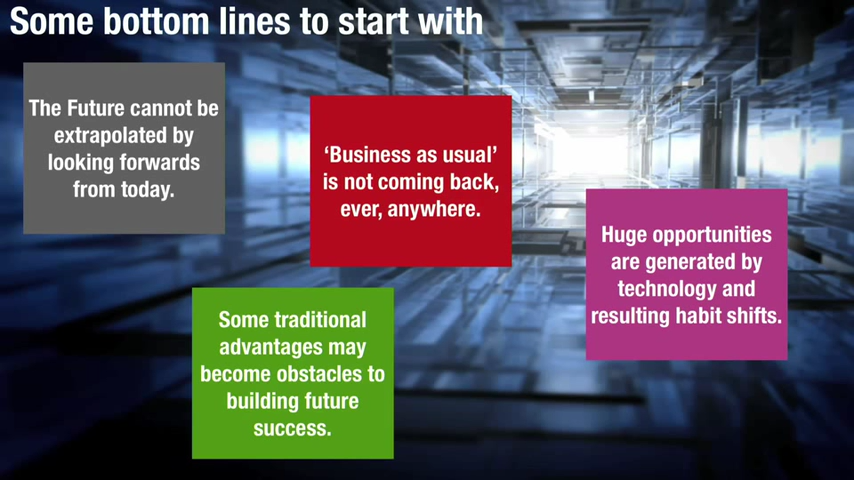 Some bottom lines to start with
The Future cannot be
extrapolated by
looking forwards
from today.
‘Business as usual’
is not coming back,
ever, anywhere.
Huge opportunities
are generated by
technology and
resulting habit shifts.
Some traditional
advantages may
become obstacles to
building future
success.